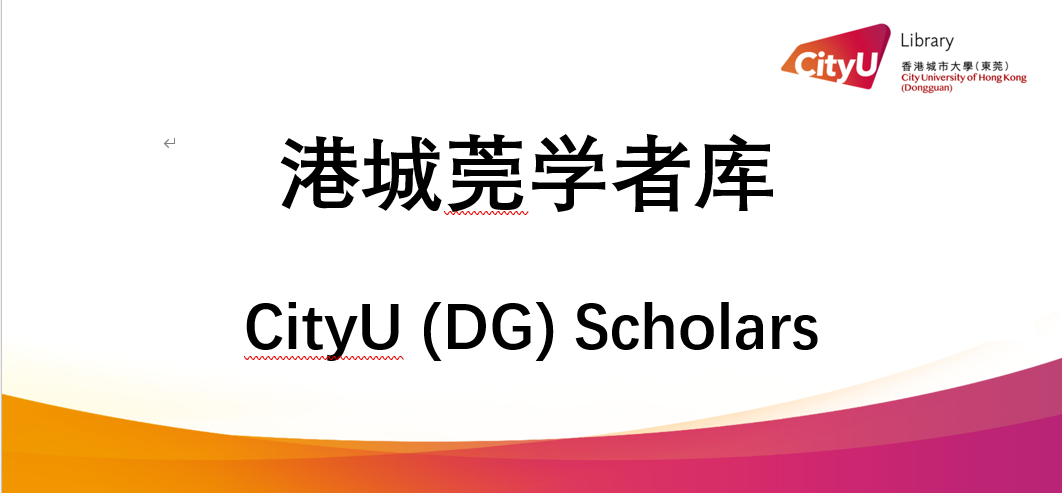 CityU
Library
香港城市大學(東莞)
City University of Hong Kong
(Dongguan)
港城莞学者库
CityU (DG) Scholars